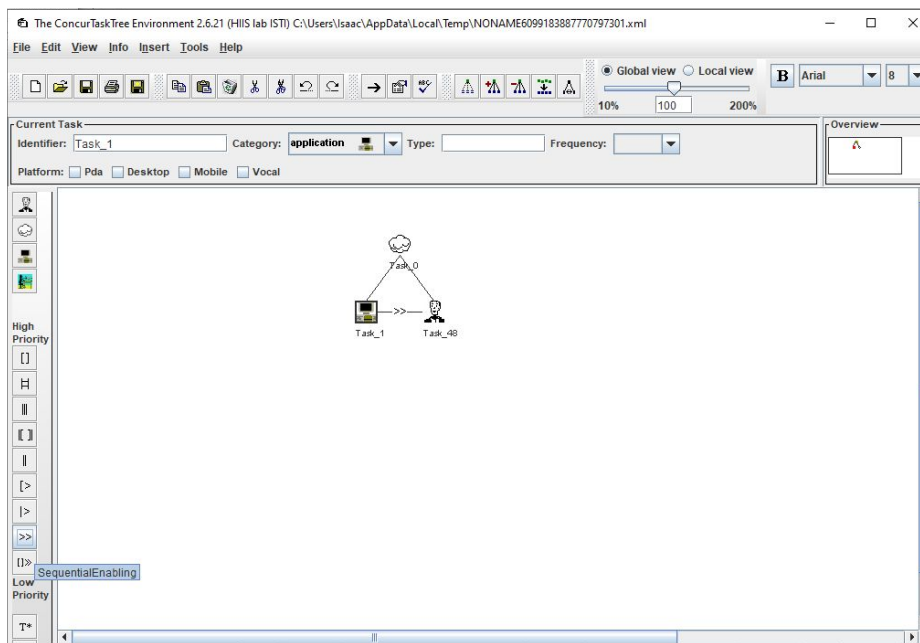 The ConcurTaskTree Environment 2.6.21 (HIIS lab ISTI) C:\Users\Isaac\AppData\Local\Temp\NONAME6099183887770797301.xml
File Edit View Info Insert Tools Help
Global view Local view
B Arial 8
10% 100 200%
Current Task
Overview
Identifier: Task_1 Category: application Type: Frequency:
Platform: Pda Desktop Mobile Vocal
Task_0
>>
Task_1 Task_48
High
Priority
[]
|=|
|||
|[]|
||
[>
|>
>>
[]>>
SequentialEnabling
Low
Priority
T*